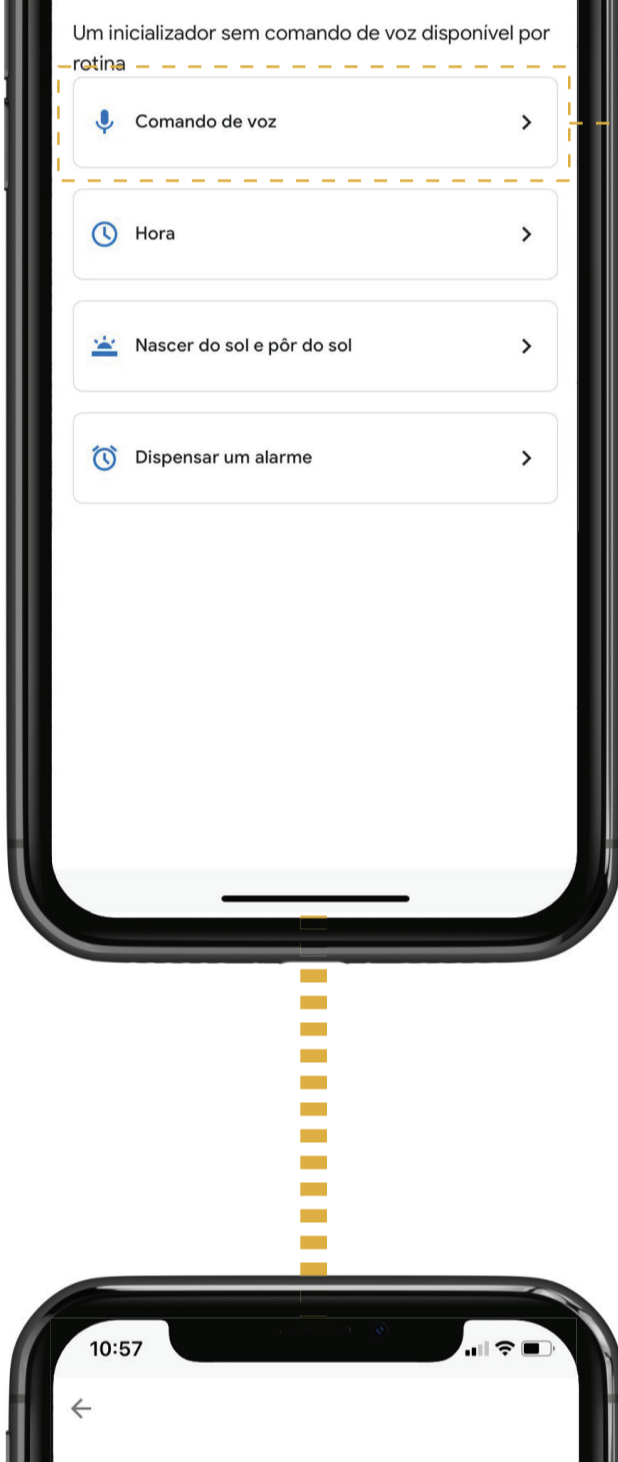 Um inicializador sem comando de voz disponível por
rotina
Comando de voz
Hora
Nascer do sol e pôr do sol
Dispensar um alarme
10:57